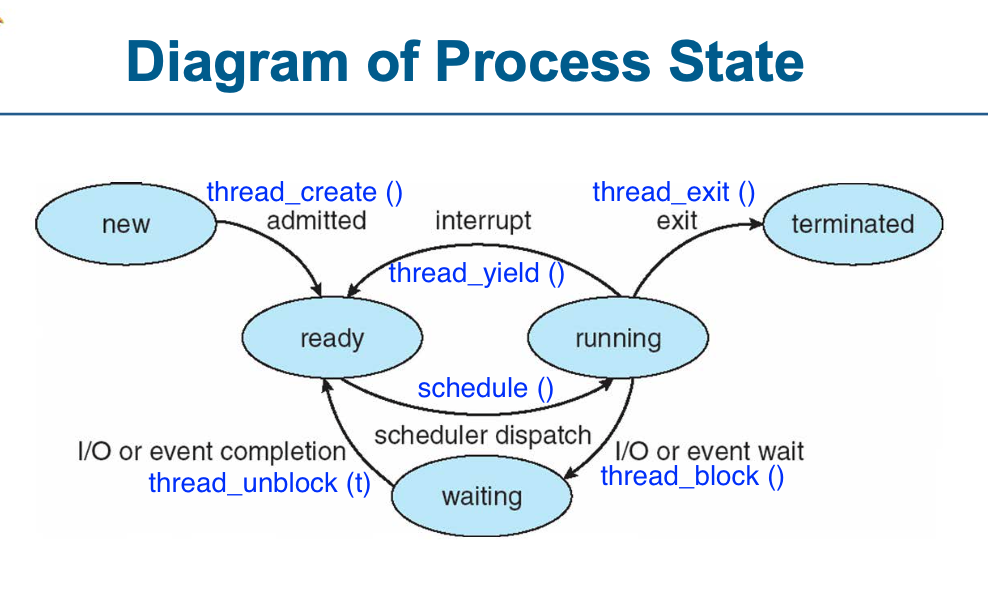 Diagram of Process State
thread_create ()
thread_exit ()
new
admitted
interrupt
exit
terminated
thread_yield ()
ready
running
schedule ()
scheduler dispatch
I/O or event completion
I/O or event wait
thread_unblock (t)
thread_block ()
waiting